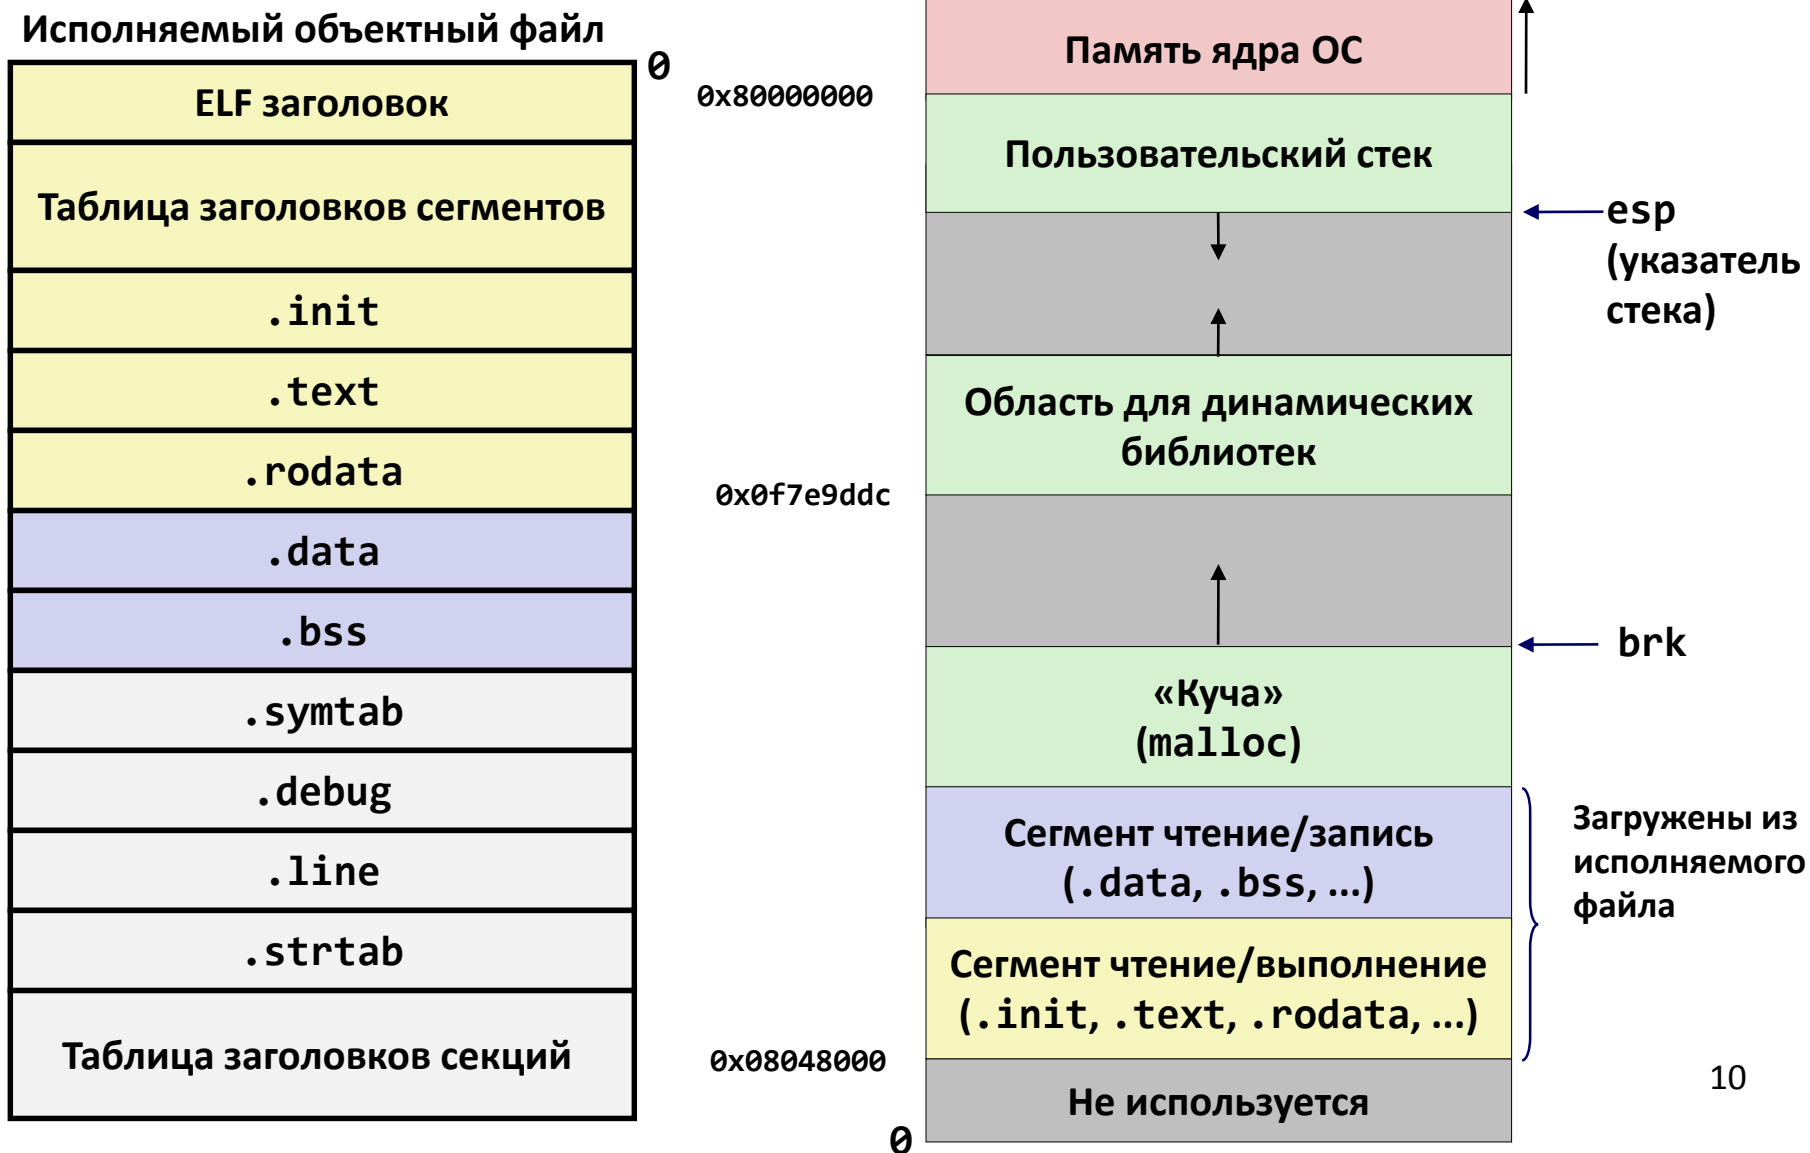 Исполняемый объектный файл
0
ELF заголовок
Таблица заголовков сегментов
.init
.text
.rodata
.data
.bss
.symtab
.debug
.line
.strtab
Таблица заголовков секций
Память ядра ОС
0x80000000
Пользовательский стек
esp
(указатель
стека)
Область для динамических
библиотек
0x0f7e9ddc
brk
«Куча»
(malloc)
Сегмент чтение/запись
(.data, .bss, ...)
Загружены из
исполняемого
файла
Сегмент чтение/выполнение
(.init, .text, .rodata, ...)
0x08048000
Не используется
0
10